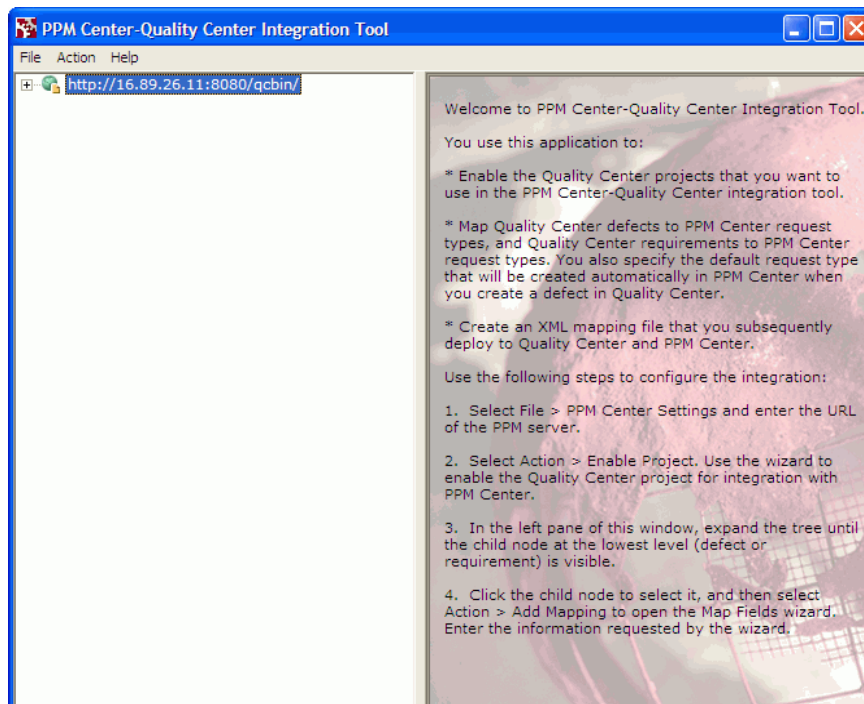 PPM Center-Quality Center Integration Tool
File Action Help
http://16.89.26.11:8080/qcbin/
Welcome to PPM Center-Quality Center Integration Tool.
You use this application to:
* Enable the Quality Center projects that you want to
use in the PPM Center-Quality Center integration tool.
* Map Quality Center defects to PPM Center request
types, and Quality Center requirements to PPM Center
request types. You also specify the default request type
that will be created automatically in PPM Center when
you create a defect in Quality Center.
* Create an XML mapping file that you subsequently
deploy to Quality Center and PPM Center.
Use the following steps to configure the integration:
1. Select File > PPM Center Settings and enter the URL
of the PPM server.
2. Select Action > Enable Project. Use the wizard to
enable the Quality Center project for integration with
PPM Center.
3. In the left pane of this window, expand the tree until
the child node at the lowest level (defect or
requirement) is visible.
4. Click the child node to select it, and then select
Action > Add Mapping to open the Map Fields wizard.
Enter the information requested by the wizard.